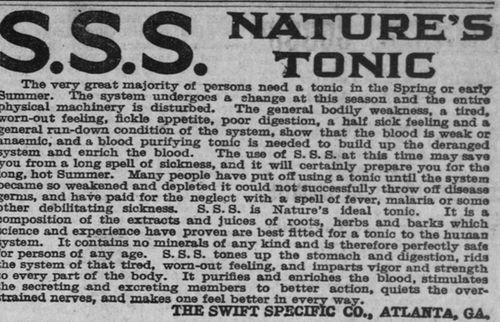 S.S.S. NATURE'S
TONIC
The very great majority of persons need a tonic in the Spring or early
Summer. The system undergoes a change at this season and the entire
physical machinery is disturbed. The general bodily weakness, a tired,
worn-out feeling, fickle appetite, poor digestion, a half sick feeling and a
general run-down condition of the system, show that the blood is weak or
anaemic, and a blood purifying tonic is needed to build up the deranged
system and enrich the blood. The use of S. S. S. at this time may save
you from a long spell of sickness, and it will certainly prepare you for the
long, hot Summer. Many people have put off using a tonic until the system
became so weakened and depleted it could not successfully throw off disease
germs, and have paid for the neglect with a spell of fever, malaria or some
other debilitating sickness. S. S. S. is Nature's ideal tonic. It is a
composition of the extracts and juices of roots, herbs and barks which
science and experience have proven are best fitted for a tonic to the human
system. It contains no minerals of any kind and is therefore perfectly safe
for persons of any age. S. S. S. tones up the stomach and digestion, rids
the system of that tired, worn-out feeling, and imparts vigor and strength
to every part of the body. It purifies and enriches the blood, stimulates
the secreting and excreting members to better action, quiets the over-
strained nerves, and makes one feel better in every way.
THE SWIFT SPECIFIC CO., ATLANTA, GA.